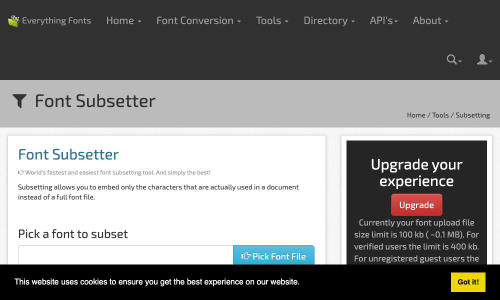 Everything Fonts Home Font Conversion Tools Directory API's About
Font Subsetter
Home / Tools / Subsetting
Font Subsetter
World's fastest and easiest font subsetting tool. And simply the best!
Subsetting allows you to embed only the characters that are actually used in a document
instead of a full font file.
Pick a font to subset
Pick Font File
Upgrade your
experience
Upgrade
Currently your font upload file
size limit is 100 kb ( ~0.1 MB). For
verified users the limit is 400 kb.
For unregistered guest users the
This website uses cookies to ensure you get the best experience on our website.
Got it!